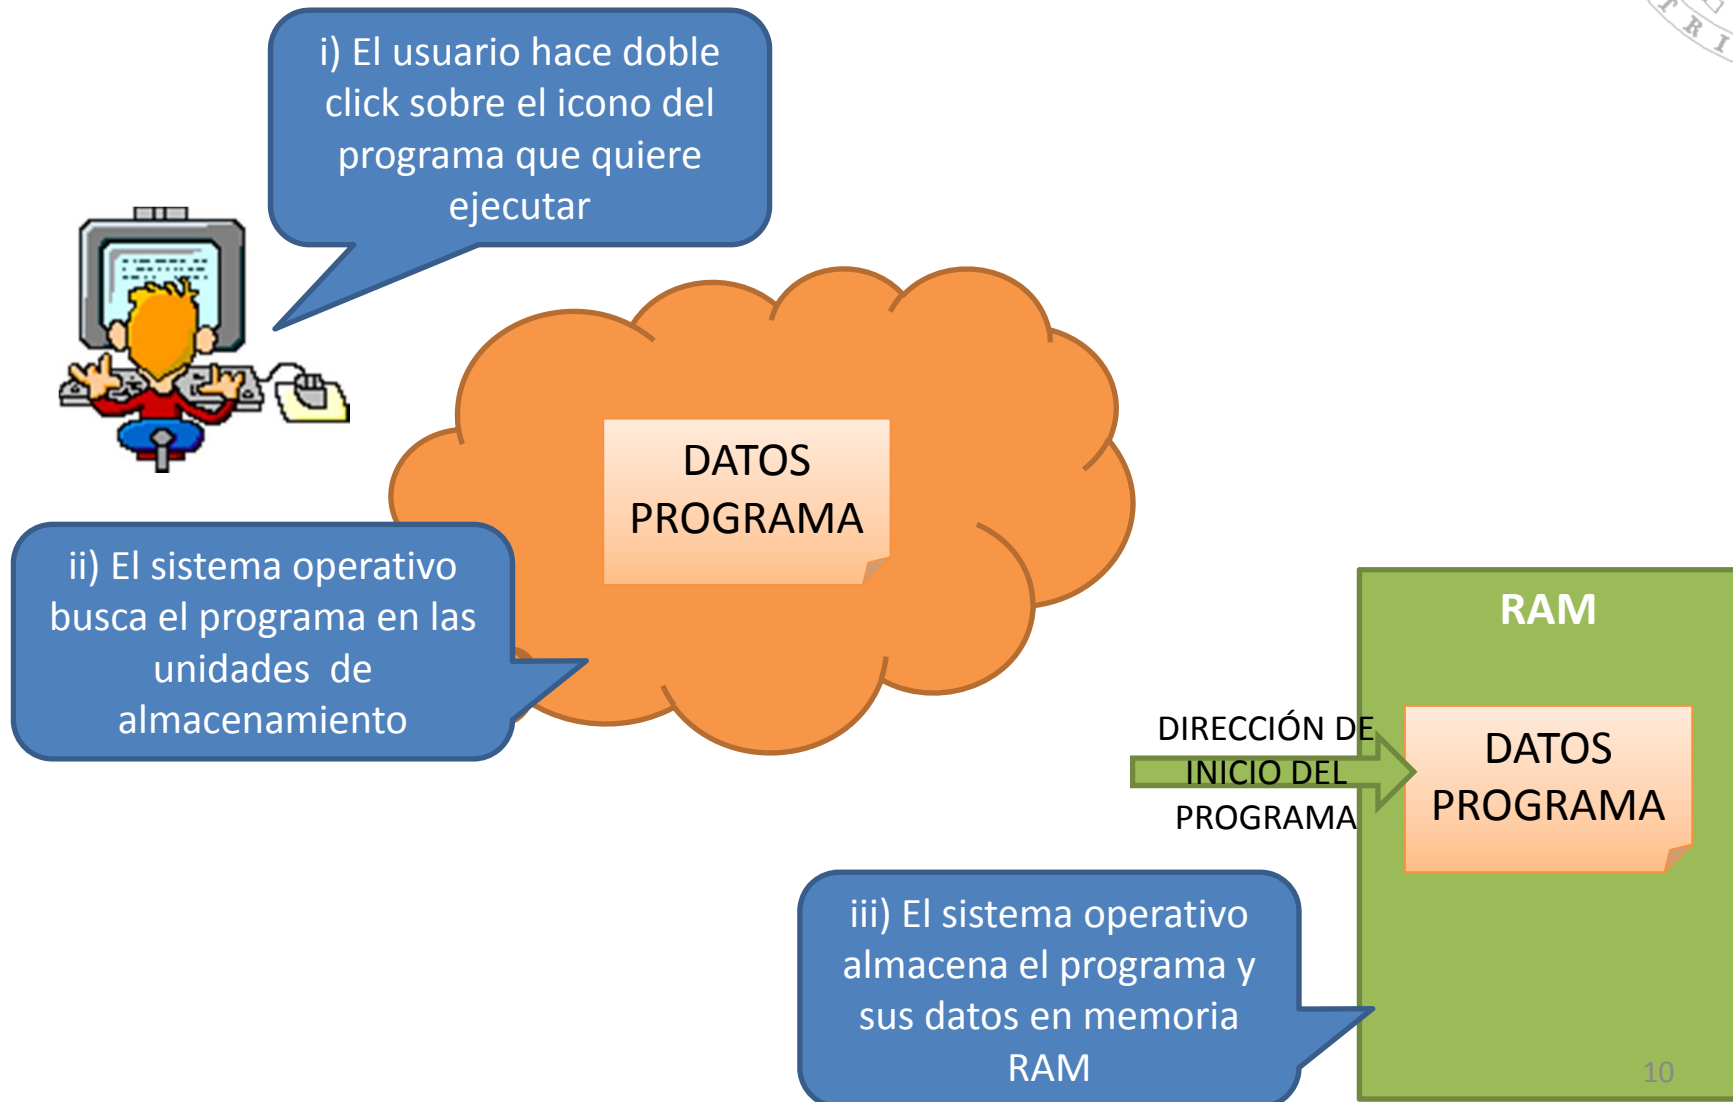 i) El usuario hace doble
click sobre el icono del
programa que quiere
ejecutar
DATOS
PROGRAMA
ii) El sistema operativo
busca el programa en las
unidades de
almacenamiento
RAM
DIRECCIÓN DE
INICIO DEL
PROGRAMA
DATOS
PROGRAMA
iii) El sistema operativo
almacena el programa y
sus datos en memoria
RAM
10